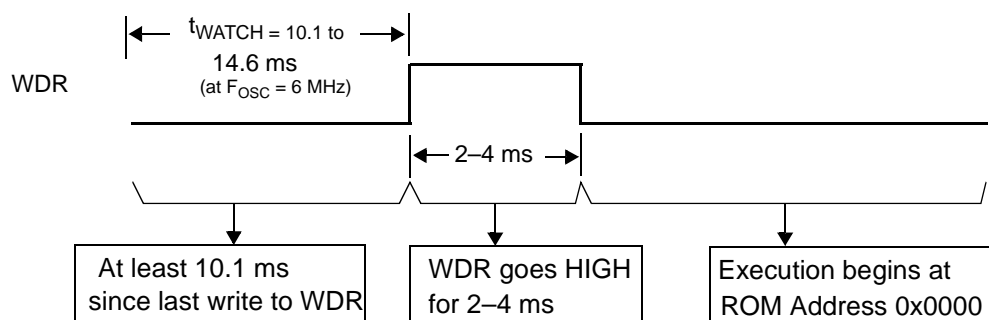 tWATCH = 10.1 to
14.6 ms
(at FOSC = 6 MHz)
WDR
2–4 ms
At least 10.1 ms
since last write to WDR
WDR goes HIGH
for 2–4 ms
Execution begins at
ROM Address 0x0000